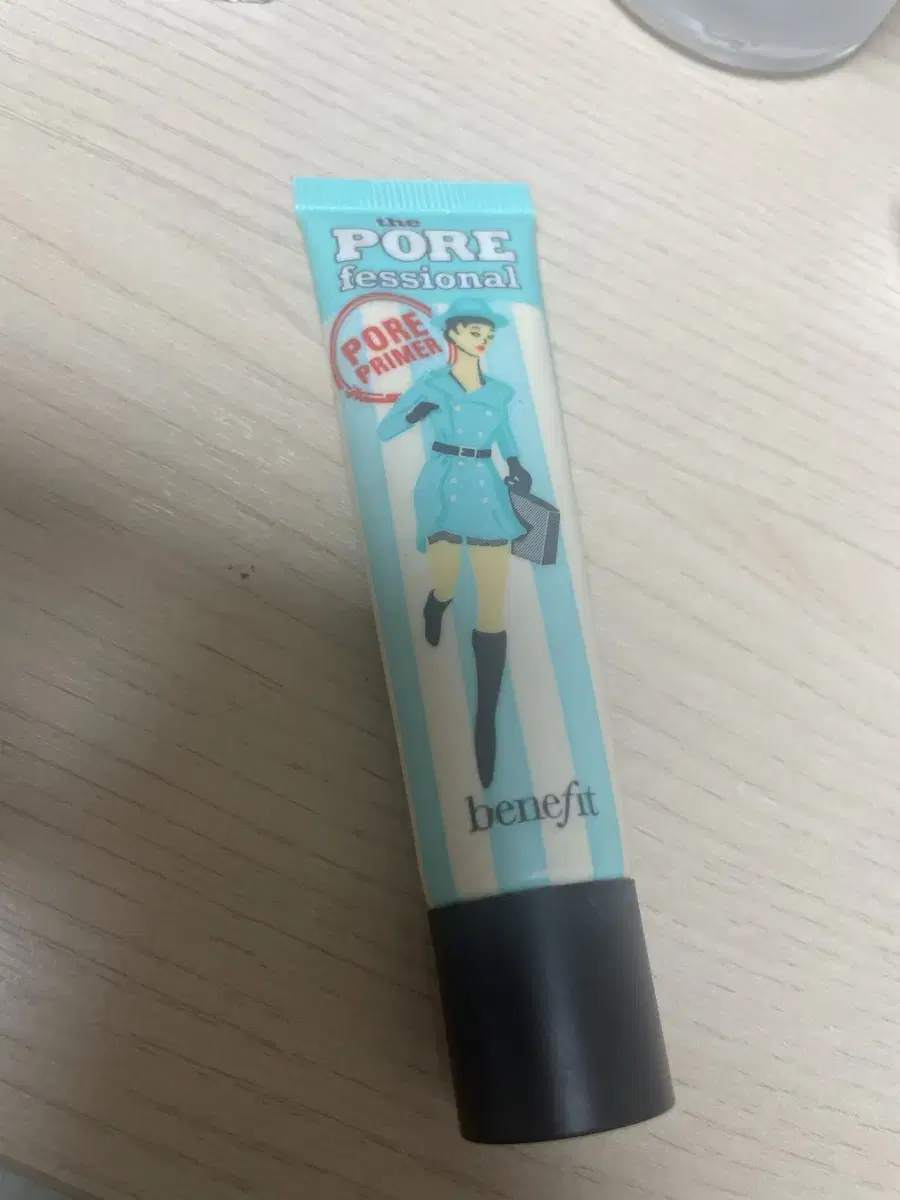 the
PORE
fessional
PORE
PRIMER
benefit